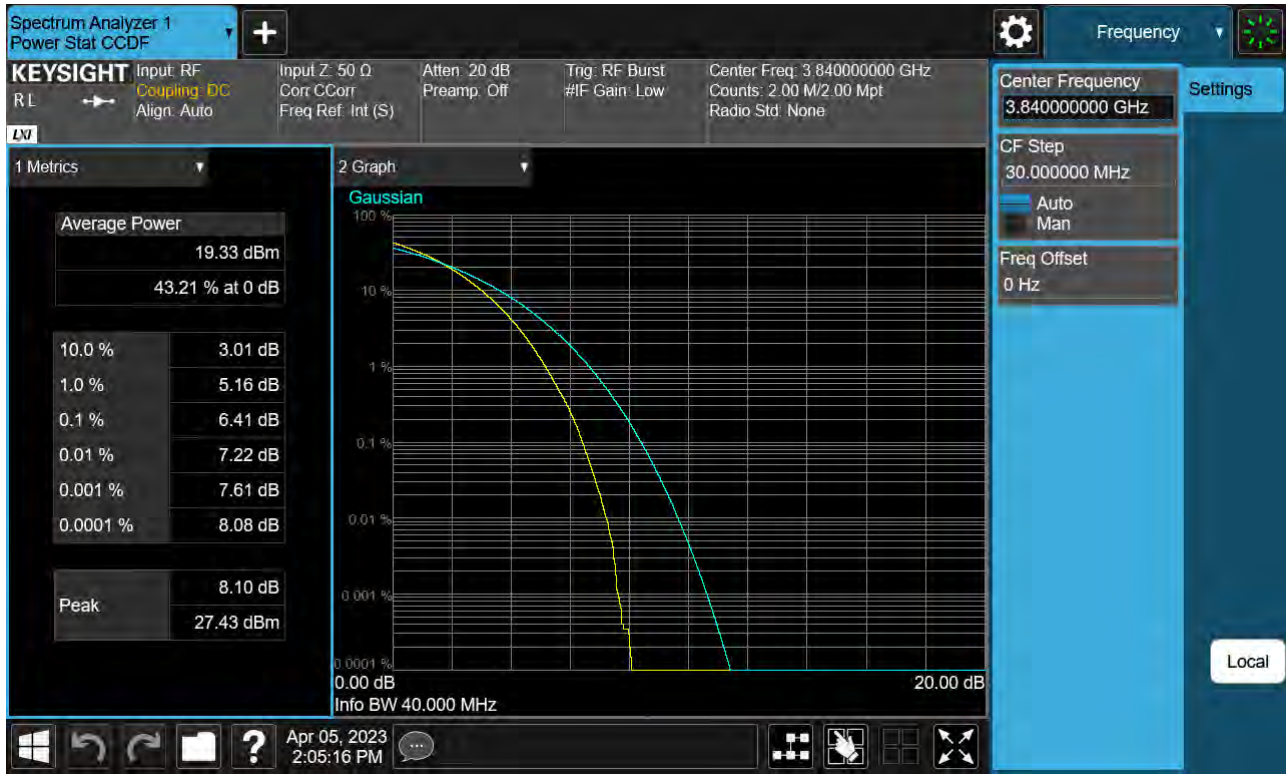 Spectrum Analyzer 1
Power Stat CCDF
Frequency
KEYSIGHT
RL
LXI
Input: RF
Coupling: DC
Align: Auto
Input Z: 50 Ω
Corr CCorr
Freq Ref: Int (S)
Atten: 20 dB
Preamp: Off
Trig: RF Burst
#IF Gain: Low
Center Freq: 3.840000000 GHz
Counts: 2.00 M/2.00 Mpt
Radio Std: None
Center Frequency
3.840000000 GHz
Settings
CF Step
30.000000 MHz
Auto
Man
Freq Offset
0 Hz
Local
1 Metrics
Average Power
19.33 dBm
43.21 % at 0 dB
10.0 % 3.01 dB
1.0 % 5.16 dB
0.1 % 6.41 dB
0.01 % 7.22 dB
0.001 % 7.61 dB
0.0001 % 8.08 dB
Peak
8.10 dB
27.43 dBm
2 Graph
Gaussian
100 %
10 %
1 %
0.1 %
0.01 %
0.001 %
0.0001 %
0.00 dB 20.00 dB
Info BW 40.000 MHz
Apr 05, 2023
2:05:16 PM